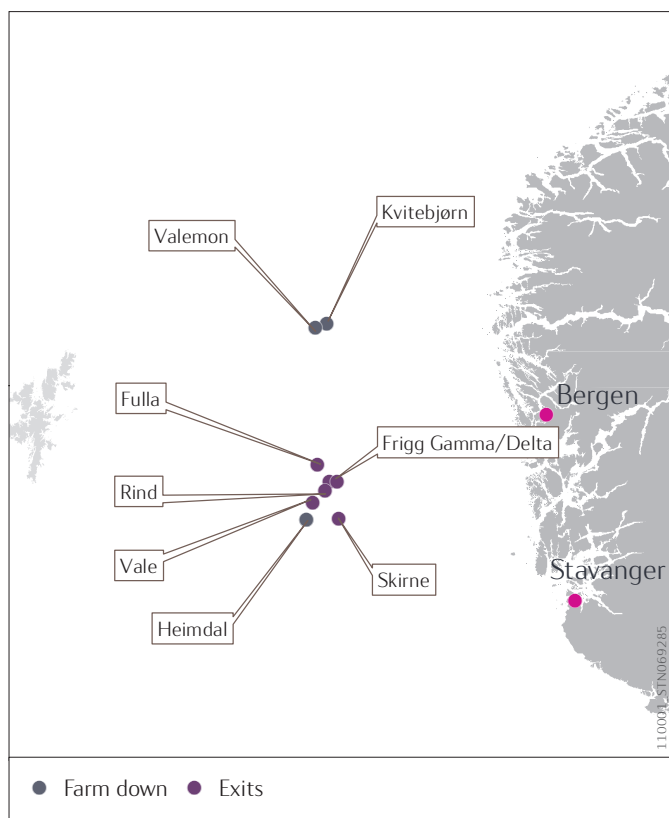 Kvitebjørn
Valemon
Fulla
Bergen
Frigg Gamma/Delta
Rind
Vale
Skirne
Stavanger
Heimdal
110001_STN069285
Farm down
Exits